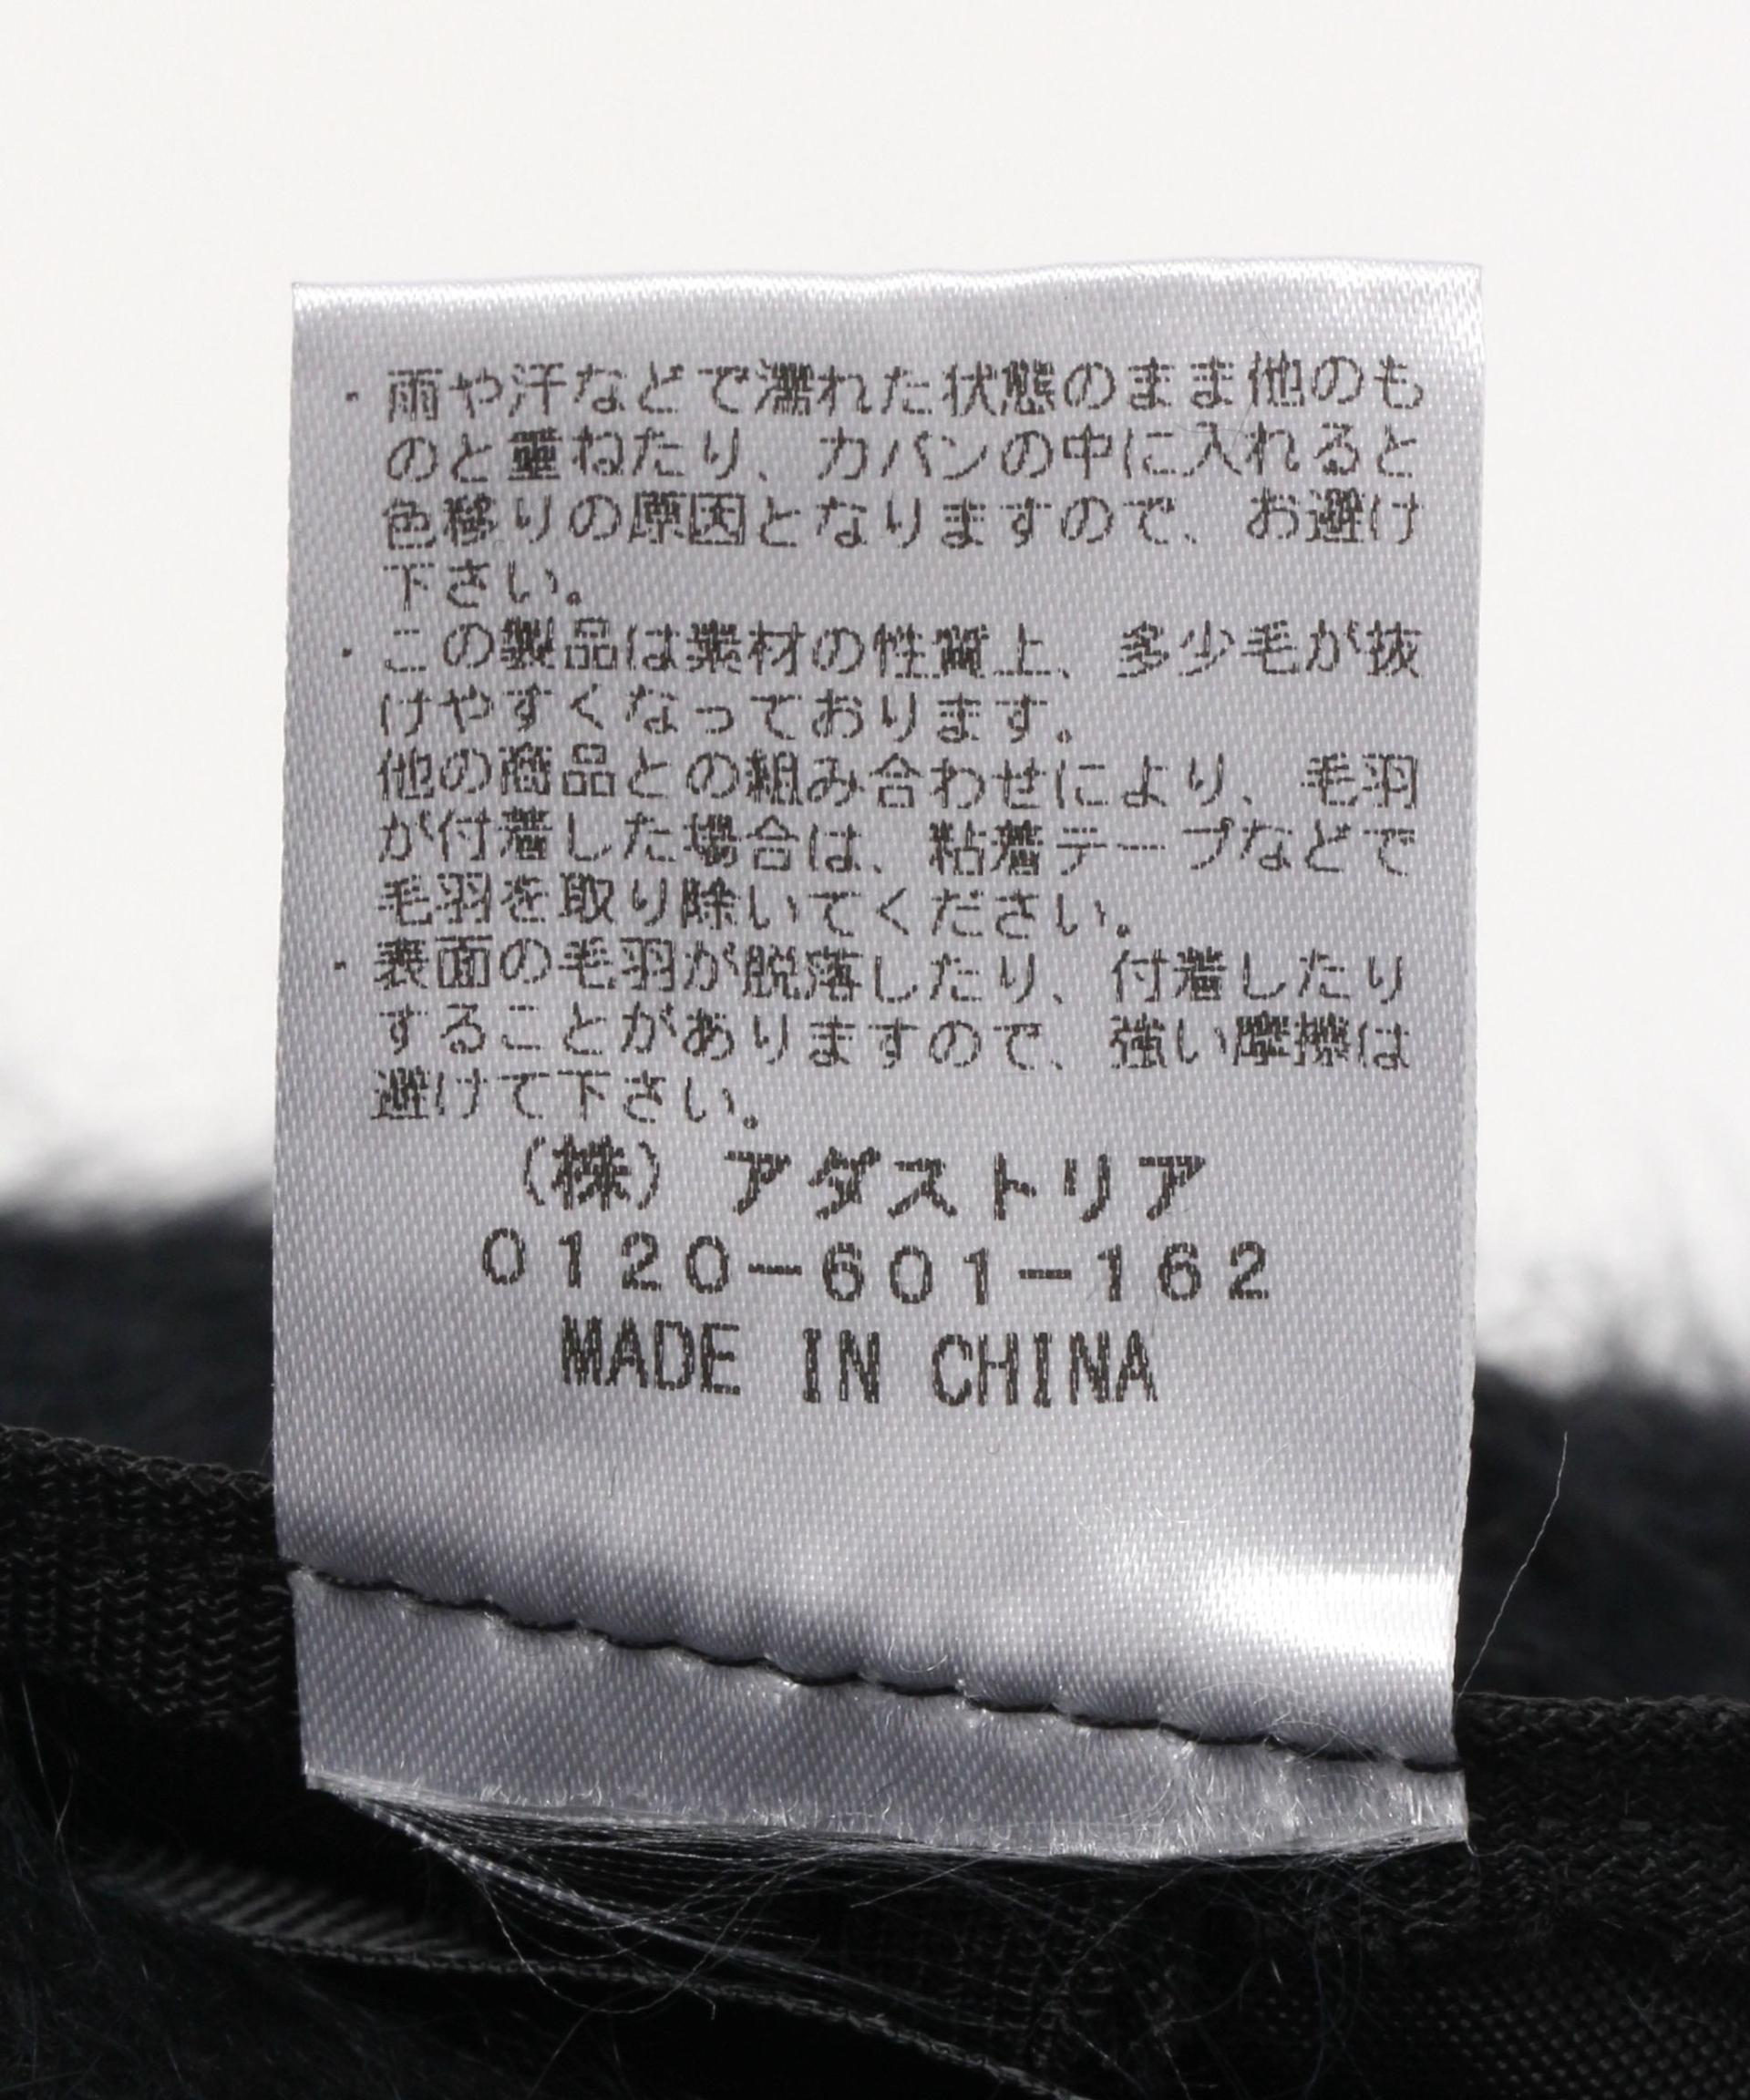 ・雨や汗などで濡れた状態のまま他のも
のと重ねたり、カバンの中に入れると
色移りの原因となりますので、お避け
下さい。
・この製品は素材の性質上、多少毛が抜
けやすくなっております。
他の商品との組み合わせにより、毛羽
が付着した場合は、粘着テープなどで
毛羽を取り除いてください。
・表面の毛羽が脱落したり、付着したり
することがありますので、強い摩擦は
避けて下さい。
(株)アダストリア
0120-601-162
MADE IN CHINA